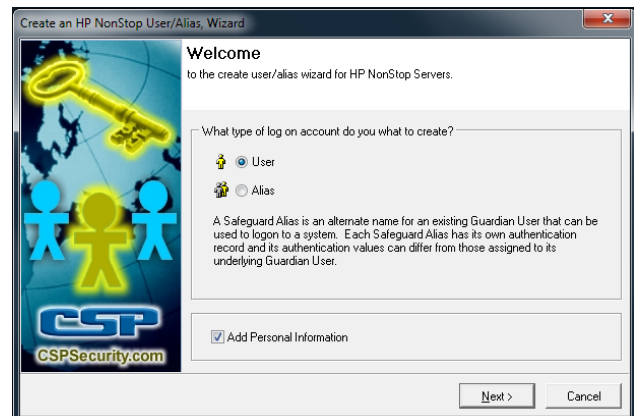 Create an HP NonStop User/Alias, Wizard
Welcome
to the create user/alias wizard for HP NonStop Servers.
What type of log on account do you what to create?
User
Alias
A Safeguard Alias is an alternate name for an existing Guardian User that can be
used to logon to a system. Each Safeguard Alias has its own authentication
record and its authentication values can differ from those assigned to its
underlying Guardian User.
CSP
CSPSecurity.com
Add Personal Information
Next >
Cancel